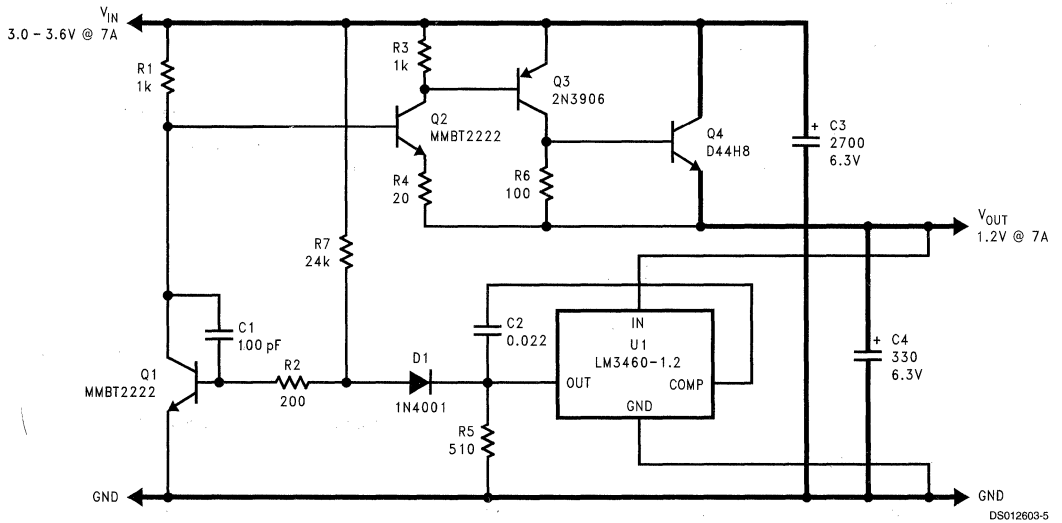 V_IN
3.0 – 3.6V @ 7A
R1
1k
R3
1k
Q2
MMBT2222
Q3
2N3906
Q4
D44H8
C3
2700
6.3V
R4
20
R6
100
V_OUT
1.2V @ 7A
R7
24k
C1
100 pF
C2
0.022
IN
U1
LM3460-1.2
OUT
COMP
GND
C4
330
6.3V
Q1
MMBT2222
R2
200
D1
1N4001
R5
510
GND
GND
DS012603-5